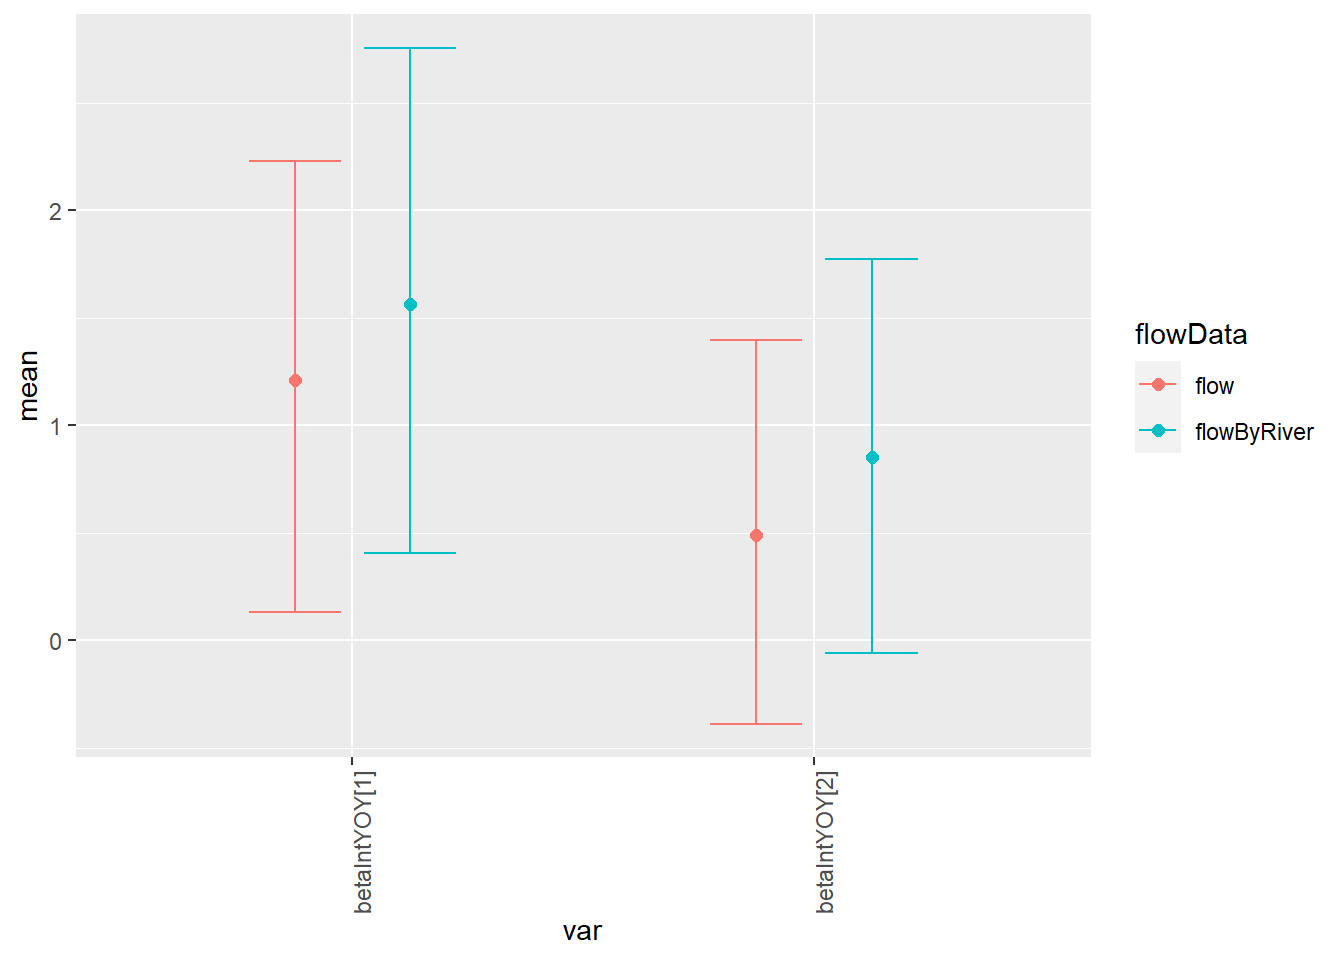 mean
2
1
0
betaIntYOY[1]
betaIntYOY[2]
var
flowData
flow
flowByRiver